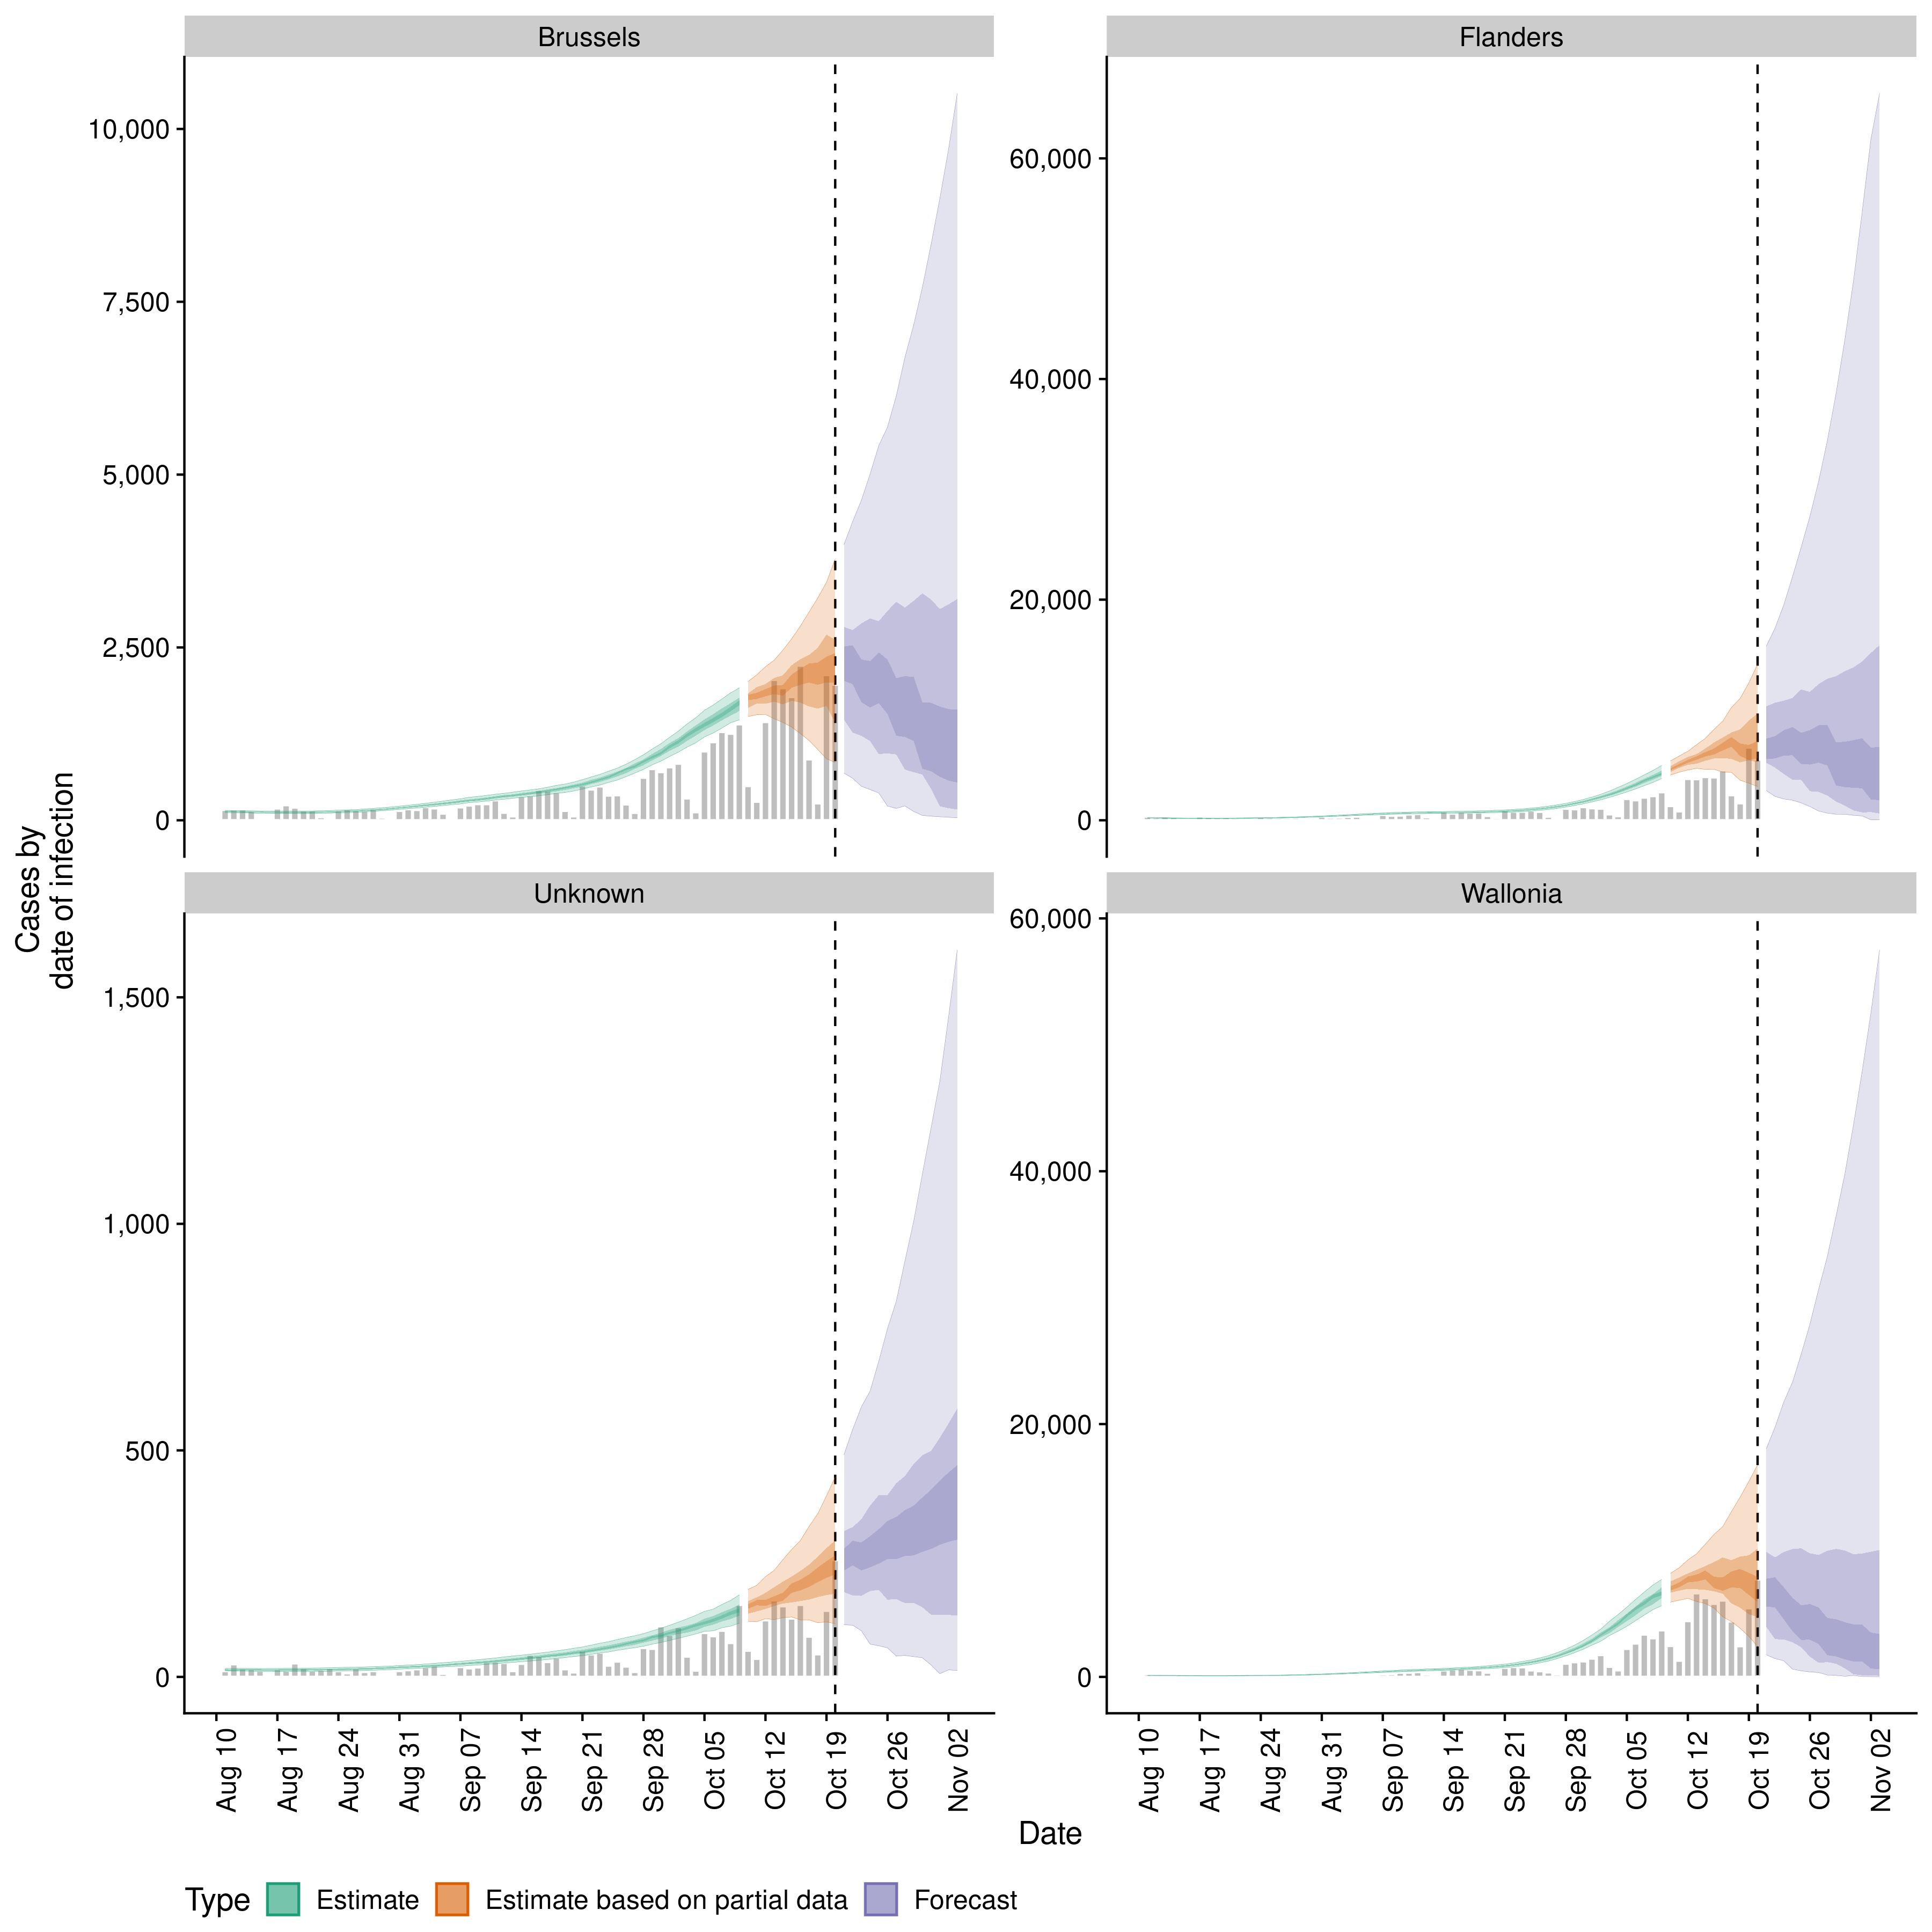 Brussels
Flanders
10,000
7,500
5,000
2,500
0
60,000
40,000
20,000
0
Cases by
date of infection
Unknown
Wallonia
1,500
1,000
500
0
60,000
40,000
20,000
0
Aug 10
Aug 17
Aug 24
Aug 31
Sep 07
Sep 14
Sep 21
Sep 28
Oct 05
Oct 12
Oct 19
Oct 26
Nov 02
Aug 10
Aug 17
Aug 24
Aug 31
Sep 07
Sep 14
Sep 21
Sep 28
Oct 05
Oct 12
Oct 19
Oct 26
Nov 02
Date
Type Estimate Estimate based on partial data Forecast